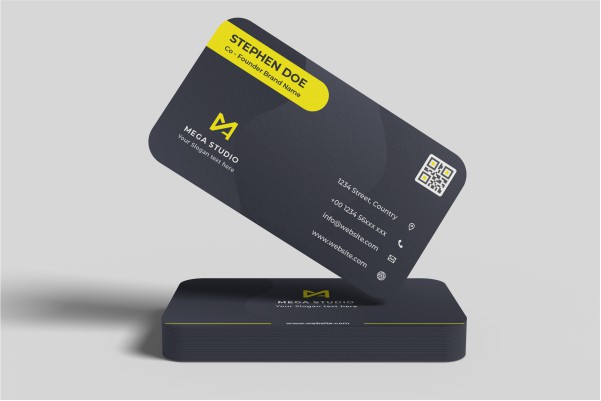 STEPHEN DOE
Co - Founder Brand Name
MEGA STUDIO
Your Slogan text here
1234 Street, Country
+00 1234 56xxx xxx
info@website.com
www.website.com
MEGA STUDIO
Your Slogan text here
www.website.com